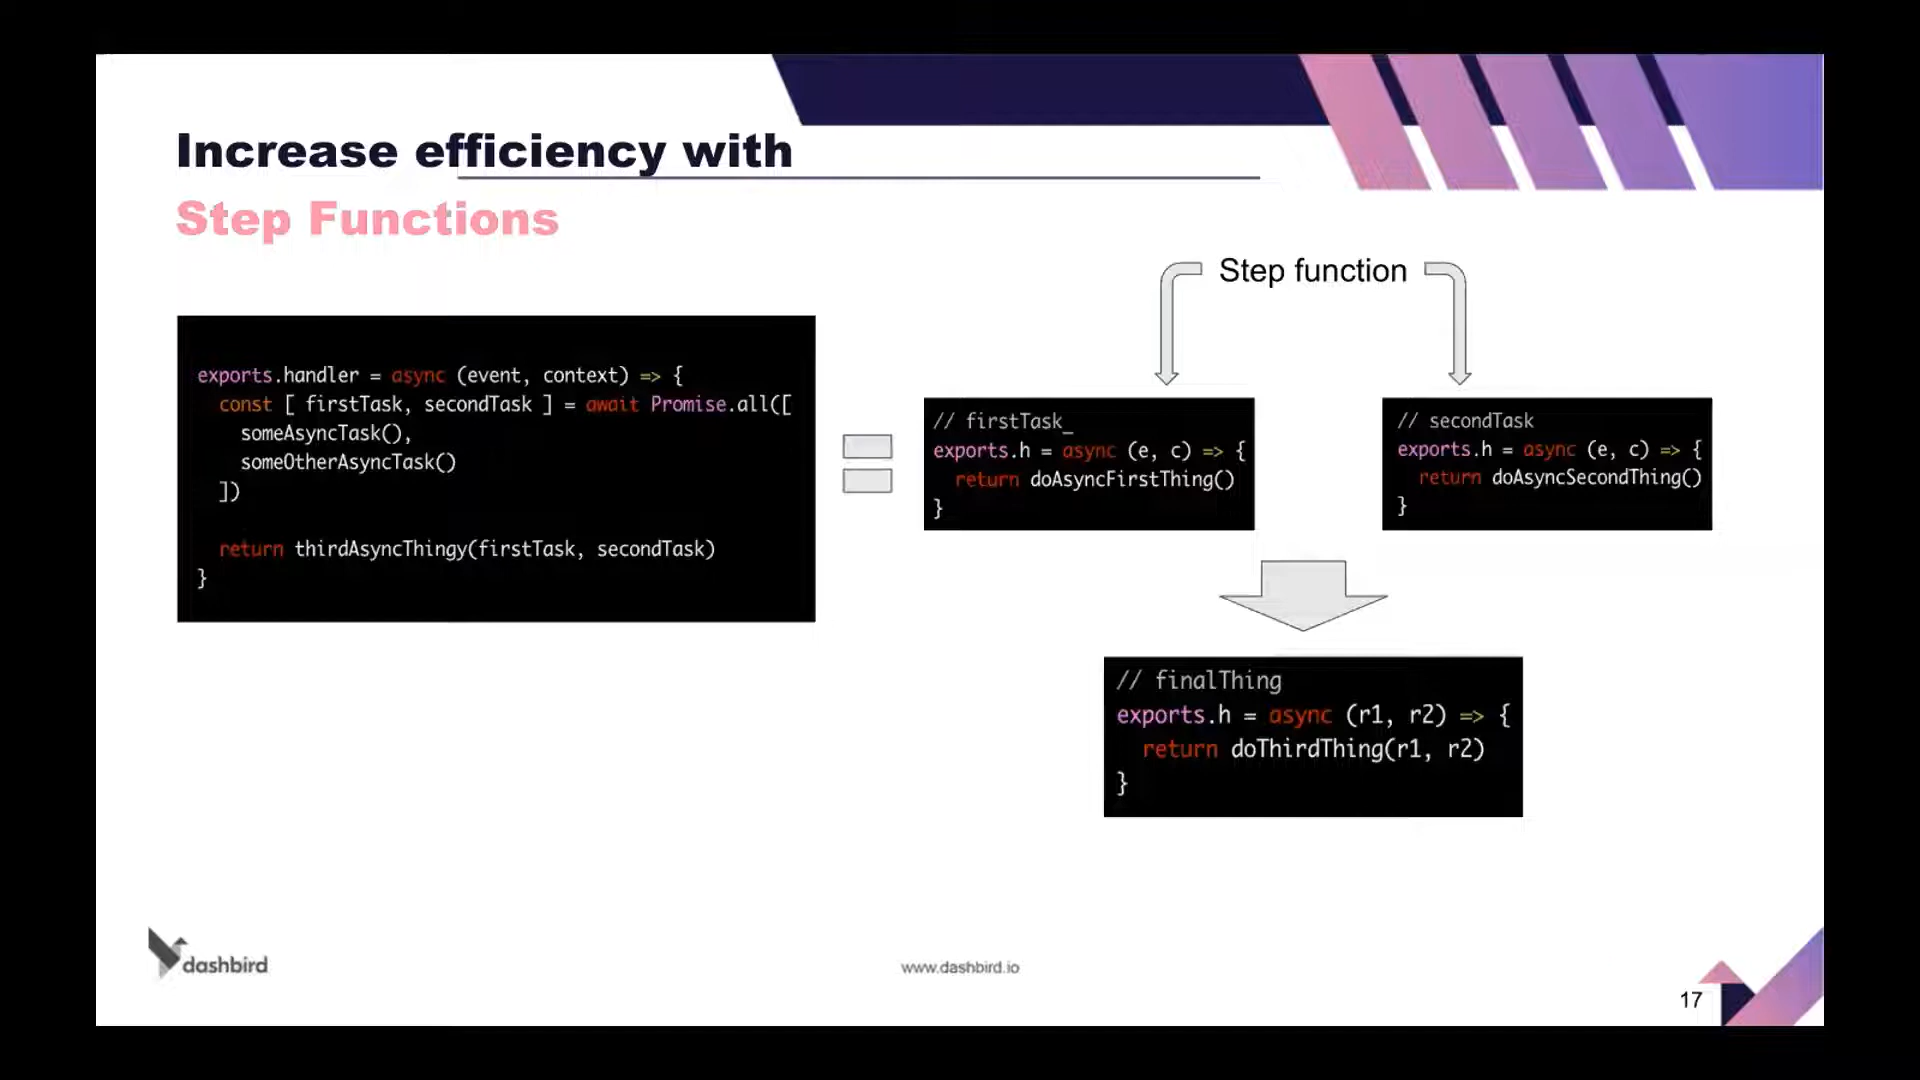 Increase efficiency with
Step Functions
exports.handler = async (event, context) => {
const [ firstTask, secondTask ] = await Promise.all([
someAsyncTask(),
someOtherAsyncTask()
])
return thirdAsyncThingy(firstTask, secondTask)
}
Step function
// firstTask_
exports.h = async (e, c) => {
return doAsyncFirstThing()
}
// secondTask
exports.h = async (e, c) => {
return doAsyncSecondThing()
}
// finalThing
exports.h = async (r1, r2) => {
return doThirdThing(r1, r2)
}
dashbird
www.dashbird.io
17